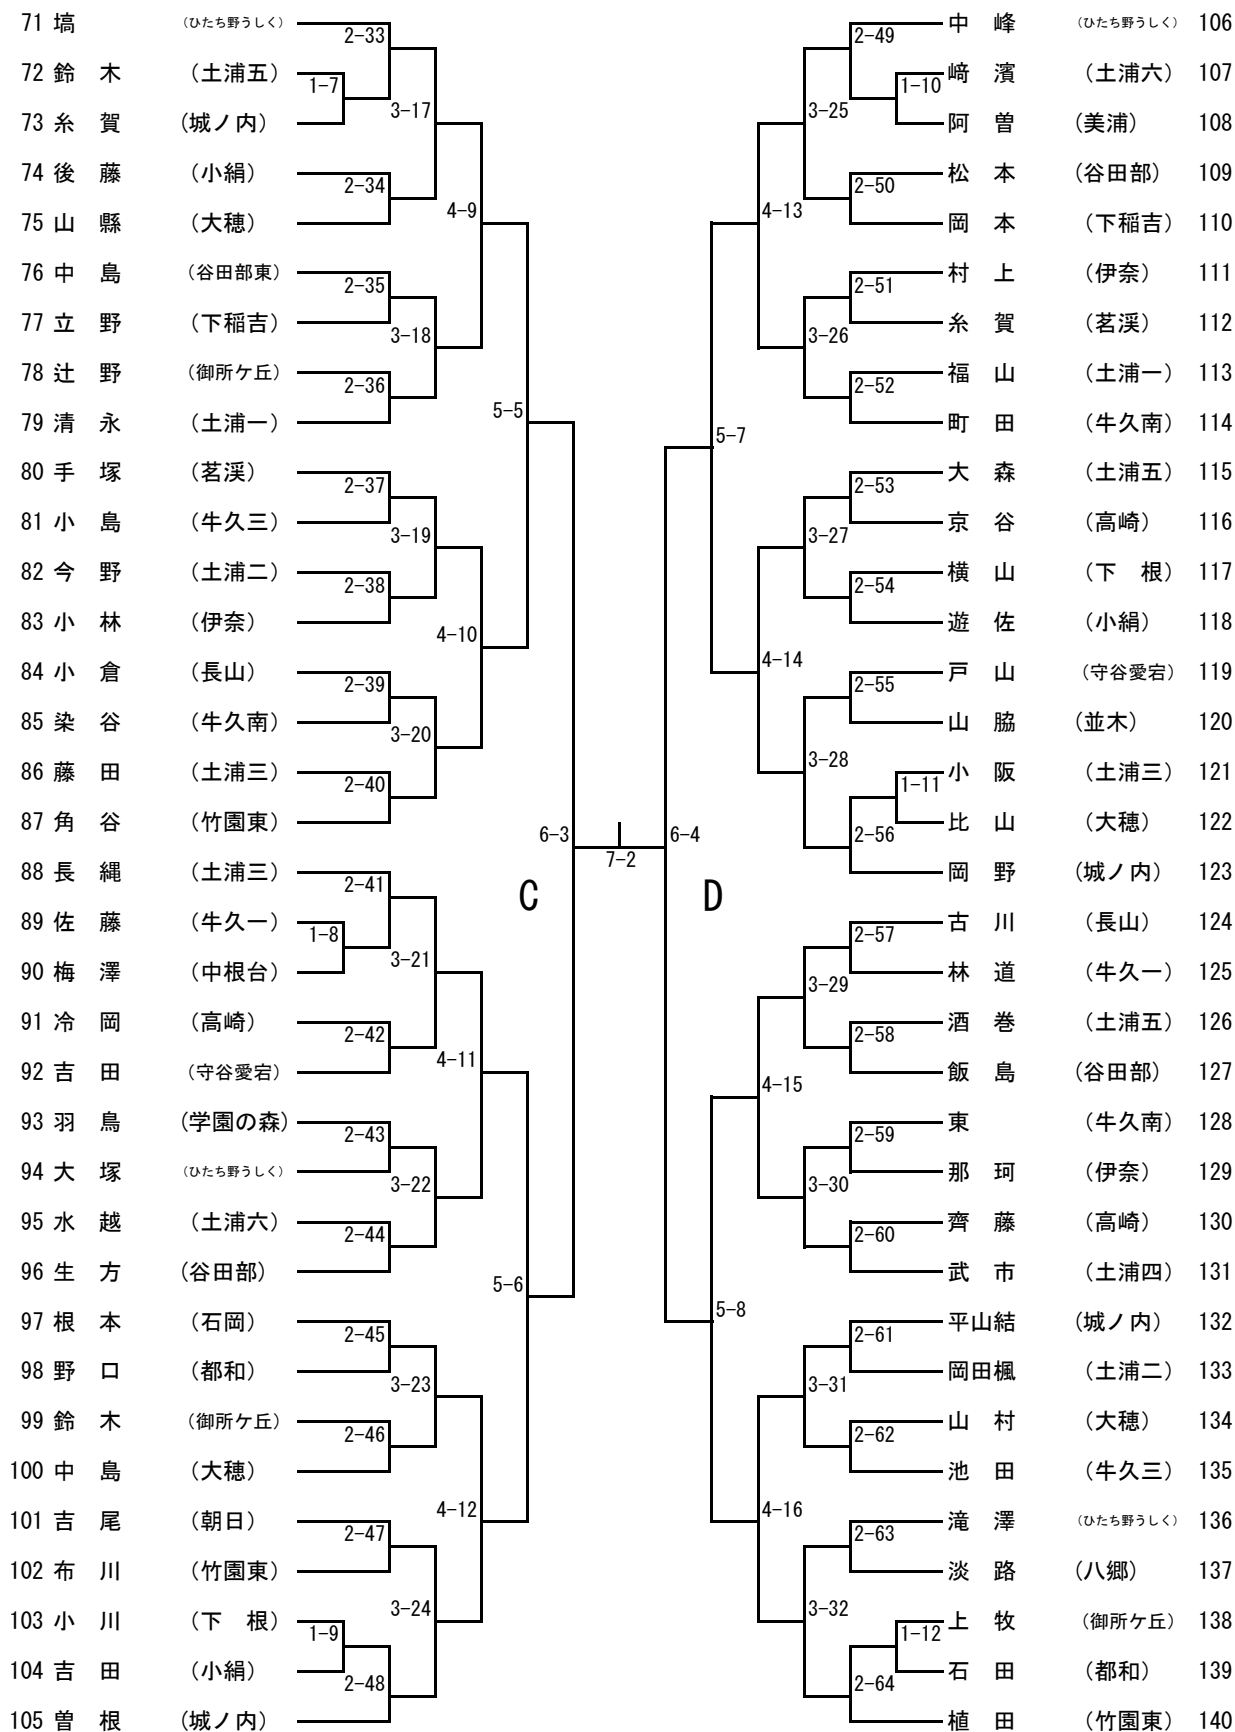 71 塙 （ひたち野うしく）
72 鈴 木 （土浦五）
73 糸 賀 （城ノ内）
74 後 藤 （小絹）
75 山 縣 （大穂）
76 中 島 （谷田部東）
77 立 野 （下稲吉）
78 辻 野 （御所ケ丘）
79 清 永 （土浦一）
80 手 塚 （茗渓）
81 小 島 （牛久三）
82 今 野 （土浦二）
83 小 林 （伊奈）
84 小 倉 （長山）
85 染 谷 （牛久南）
86 藤 田 （土浦三）
87 角 谷 （竹園東）
88 長 縄 （土浦三）
89 佐 藤 （牛久一）
90 梅 澤 （中根台）
91 冷 岡 （高崎）
92 吉 田 （守谷愛宕）
93 羽 鳥 （学園の森）
94 大 塚 （ひたち野うしく）
95 水 越 （土浦六）
96 生 方 （谷田部）
97 根 本 （石岡）
98 野 口 （都和）
99 鈴 木 （御所ケ丘）
100 中 島 （大穂）
101 吉 尾 （朝日）
102 布 川 （竹園東）
103 小 川 （下　根）
104 吉 田 （小絹）
105 曽 根 （城ノ内）
1-7
1-8
1-9
2-33
2-34
2-35
2-36
2-37
2-38
2-39
2-40
2-41
2-42
2-43
2-44
2-45
2-46
2-47
2-48
3-17
3-18
3-19
3-20
3-21
3-22
3-23
3-24
4-9
4-10
4-11
4-12
5-5
5-6
6-3
C
7-2
D
6-4
5-7
5-8
4-13
4-14
4-15
4-16
3-25
3-26
3-27
3-28
3-29
3-30
3-31
3-32
2-49
2-50
2-51
2-52
2-53
2-54
2-55
2-56
2-57
2-58
2-59
2-60
2-61
2-62
2-63
2-64
1-10
1-11
1-12
中 峰 （ひたち野うしく） 106
﨑 濱 （土浦六） 107
阿 曽 （美浦） 108
松 本 （谷田部） 109
岡 本 （下稲吉） 110
村 上 （伊奈） 111
糸 賀 （茗渓） 112
福 山 （土浦一） 113
町 田 （牛久南） 114
大 森 （土浦五） 115
京 谷 （高崎） 116
横 山 （下　根） 117
遊 佐 （小絹） 118
戸 山 （守谷愛宕） 119
山 脇 （並木） 120
小 阪 （土浦三） 121
比 山 （大穂） 122
岡 野 （城ノ内） 123
古 川 （長山） 124
林 道 （牛久一） 125
酒 巻 （土浦五） 126
飯 島 （谷田部） 127
東 （牛久南） 128
那 珂 （伊奈） 129
齊 藤 （高崎） 130
武 市 （土浦四） 131
平山結 （城ノ内） 132
岡田楓 （土浦二） 133
山 村 （大穂） 134
池 田 （牛久三） 135
滝 澤 （ひたち野うしく） 136
淡 路 （八郷） 137
上 牧 （御所ケ丘） 138
石 田 （都和） 139
植 田 （竹園東） 140